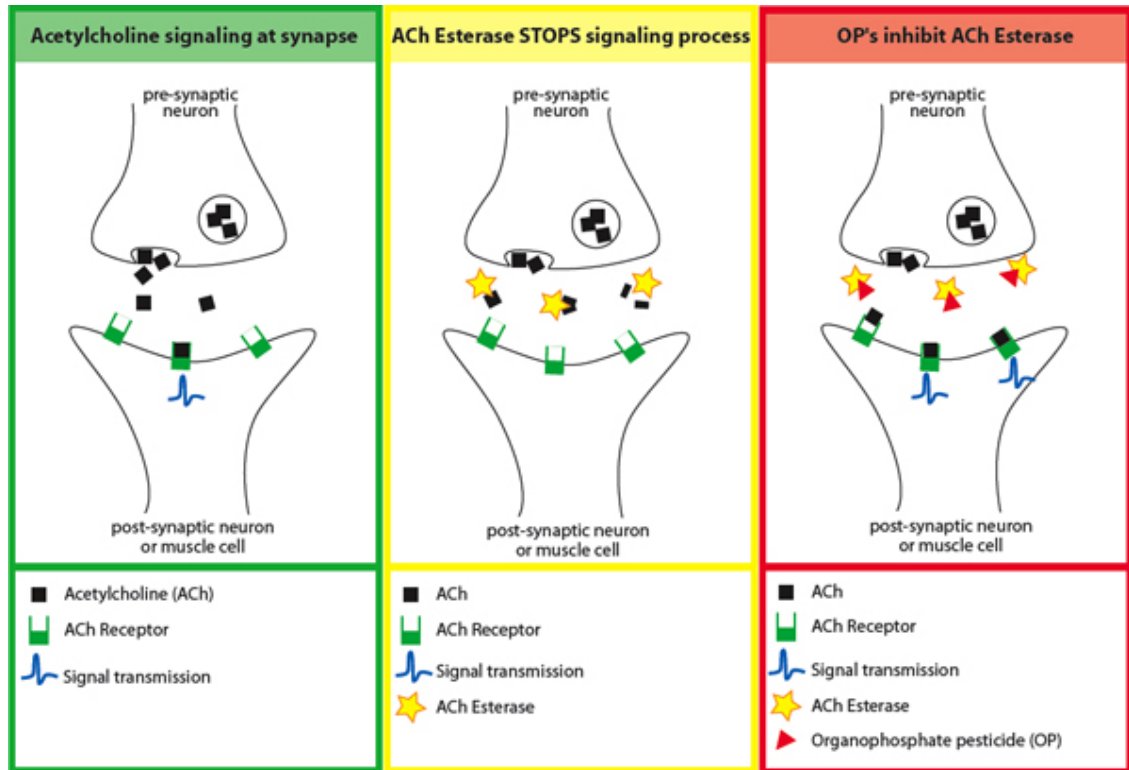 Acetylcholine signaling at synapse
pre-synaptic
neuron
post-synaptic neuron
or muscle cell
Acetylcholine (ACh)
ACh Receptor
Signal transmission
ACh Esterase STOPS signaling process
pre-synaptic
neuron
post-synaptic neuron
or muscle cell
ACh
ACh Receptor
Signal transmission
ACh Esterase
OP's inhibit ACh Esterase
pre-synaptic
neuron
post-synaptic neuron
or muscle cell
ACh
ACh Receptor
Signal transmission
ACh Esterase
Organophosphate pesticide (OP)